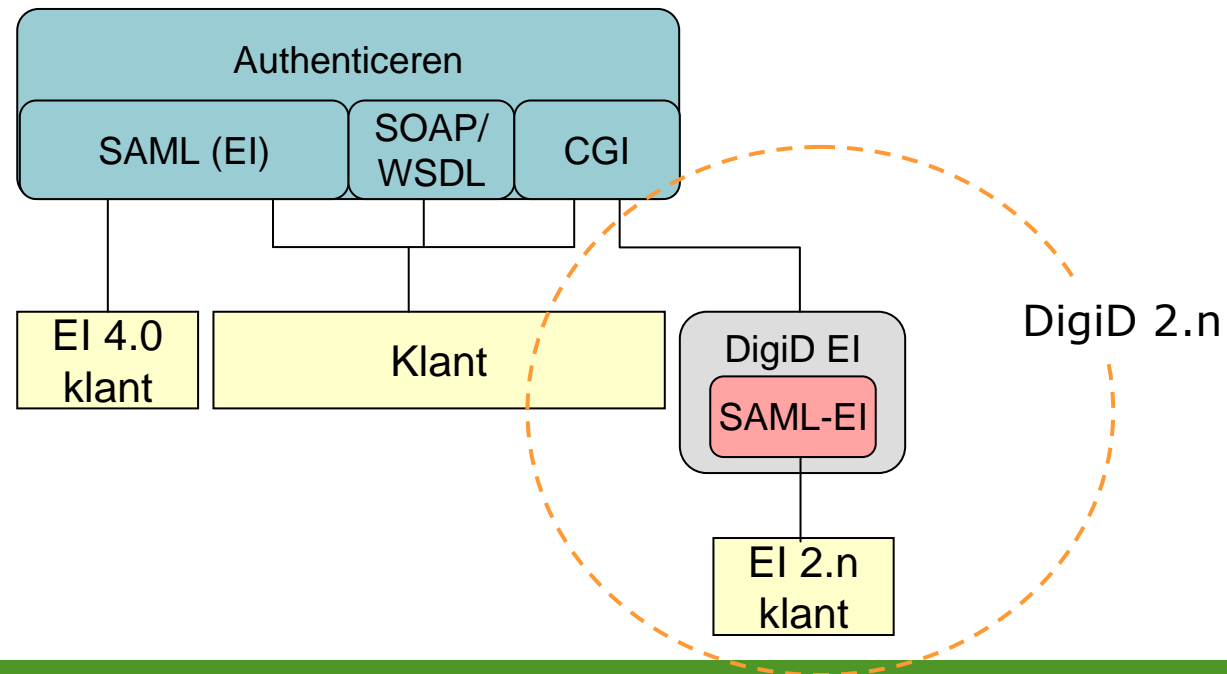 Authenticeren
SAML (EI)
SOAP/
WSDL
CGI
EI 4.0
klant
Klant
DigiD EI
SAML-EI
DigiD 2.n
EI 2.n
klant